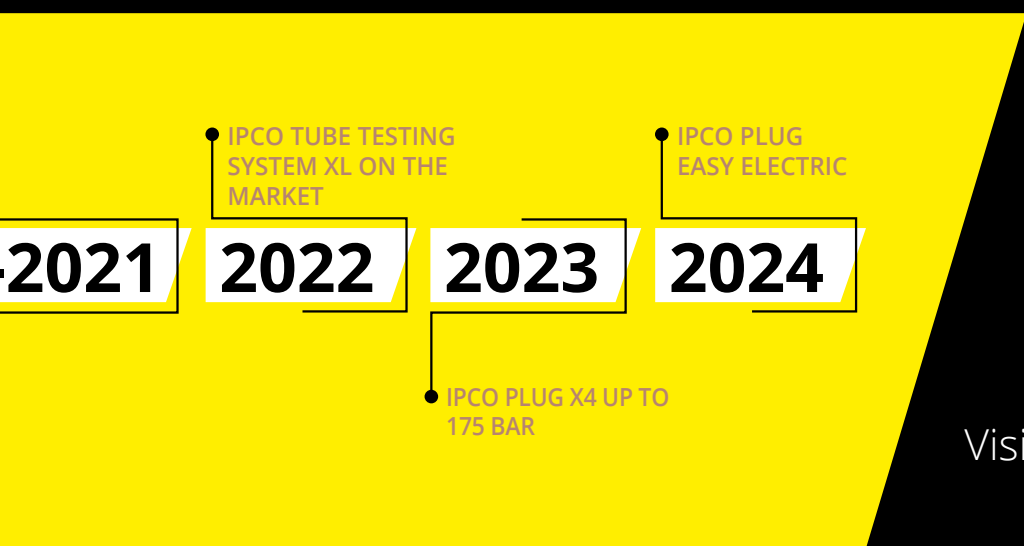 IPCO TUBE TESTING
SYSTEM XL ON THE
MARKET
IPCO PLUG
EASY ELECTRIC
-2021
2022
2023
2024
IPCO PLUG X4 UP TO
175 BAR
Visi